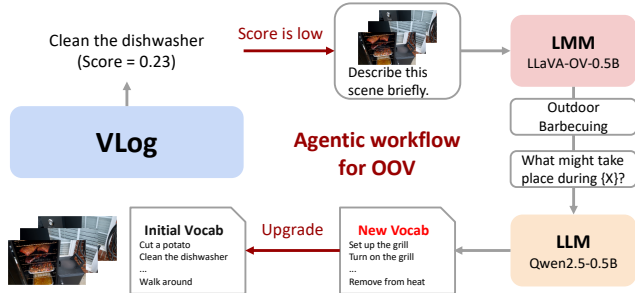 Clean the dishwasher
(Score = 0.23)
Score is low
Describe this
scene briefly.
LMM
LLaVA-OV-0.5B
Outdoor
Barbecuing
What might take
place during {X}?
LLM
Qwen2.5-0.5B
VLog
Agentic workflow
for OOV
Initial Vocab
Cut a potato
Clean the dishwasher
...
Walk around
Upgrade
New Vocab
Set up the grill
Turn on the grill
...
Remove from heat